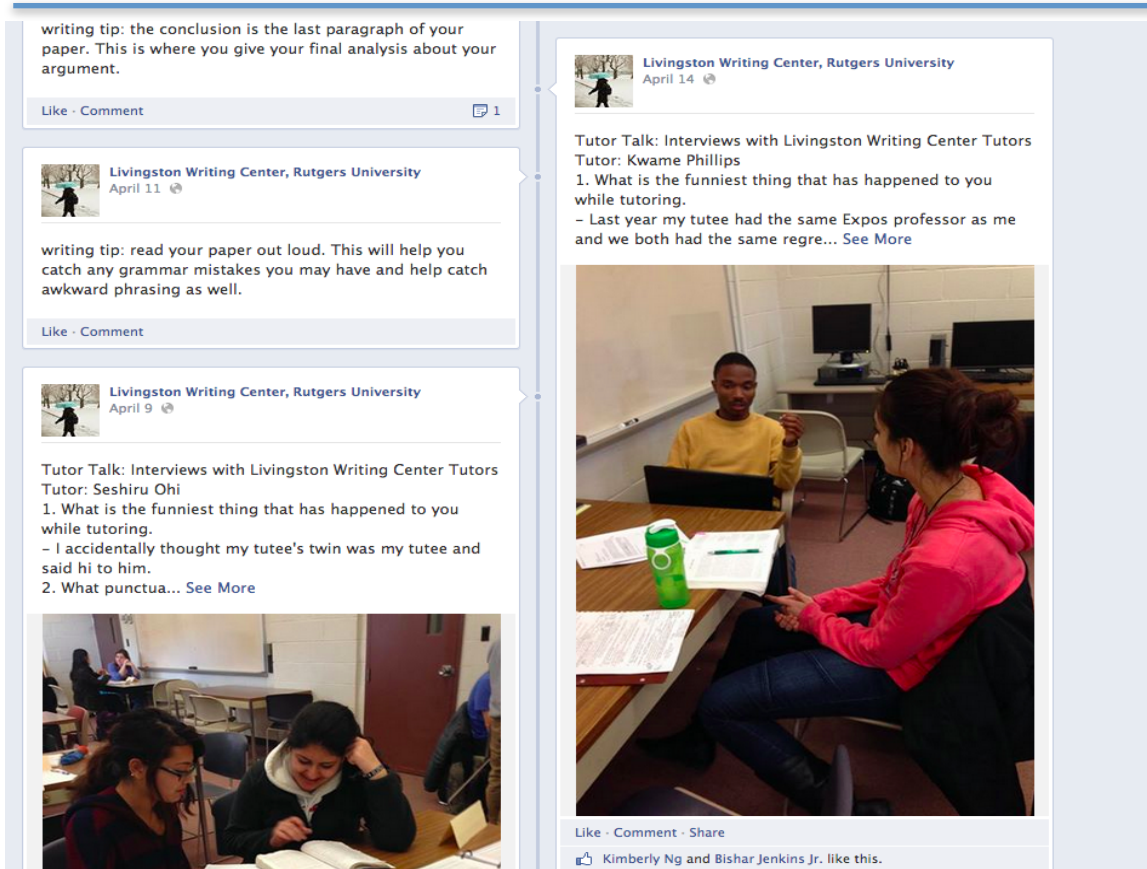 writing tip: the conclusion is the last paragraph of your
paper. This is where you give your final analysis about your
argument.
Like · Comment
1
Livingston Writing Center, Rutgers University
April 11
writing tip: read your paper out loud. This will help you
catch any grammar mistakes you may have and help catch
awkward phrasing as well.
Like · Comment
Livingston Writing Center, Rutgers University
April 9
Tutor Talk: Interviews with Livingston Writing Center Tutors
Tutor: Seshiru Ohi
1. What is the funniest thing that has happened to you
while tutoring.
– I accidentally thought my tutee's twin was my tutee and
said hi to him.
2. What punctua... See More
Livingston Writing Center, Rutgers University
April 14
Tutor Talk: Interviews with Livingston Writing Center Tutors
Tutor: Kwame Phillips
1. What is the funniest thing that has happened to you
while tutoring.
– Last year my tutee had the same Expos professor as me
and we both had the same regre... See More
Like · Comment · Share
Kimberly Ng and Bishar Jenkins Jr. like this.